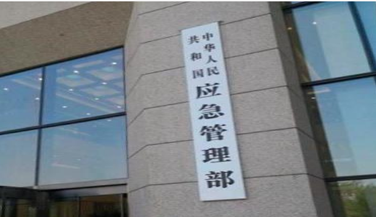 中华人民
共和国
应急管理部